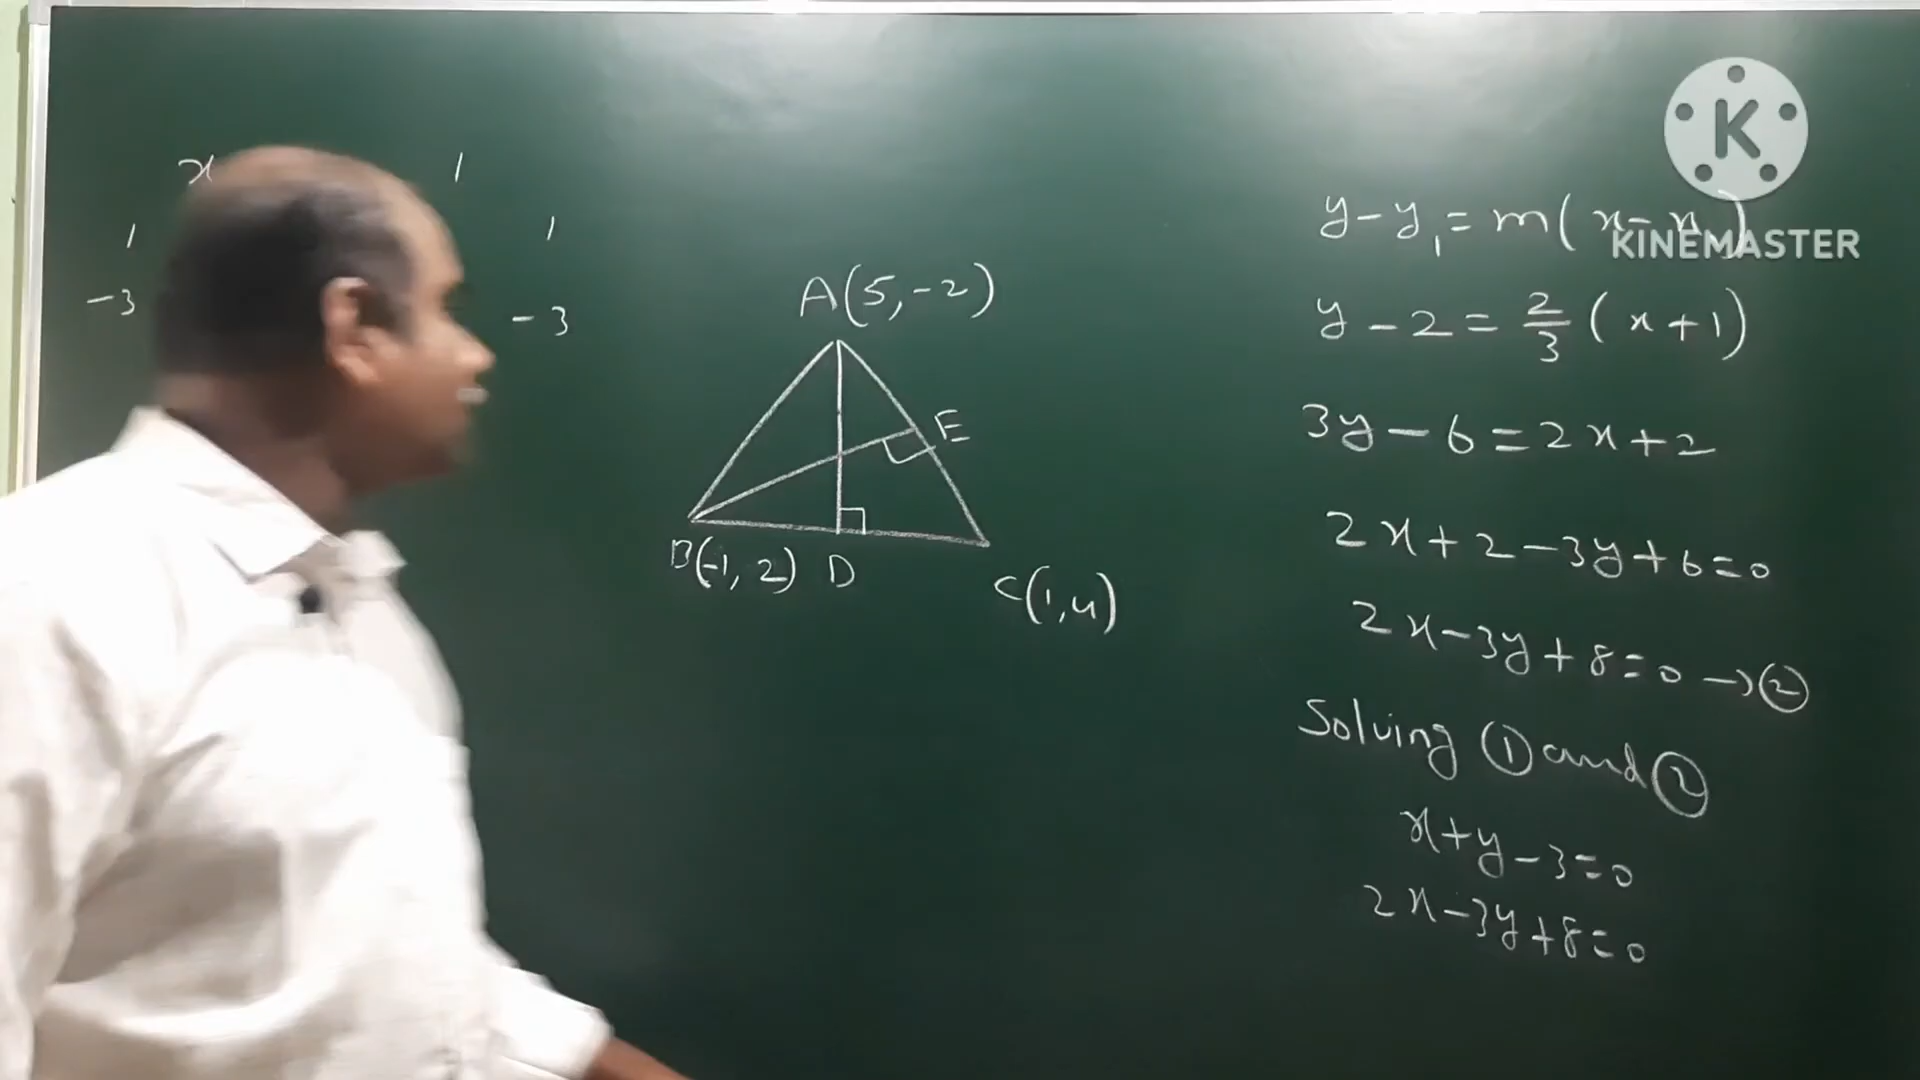 x 1
1 1
-3 -3
A(5,-2)
E
B(-1, 2) D
C(1,4)
y-y₁=m(x-x₁)
y-2=2/3(x+1)
3y-6=2x+2
2x+2-3y+6=0
2x-3y+8=0→②
Solving ① and ②
x+y-3=0
2x-3y+8=0
K
KINEMASTER